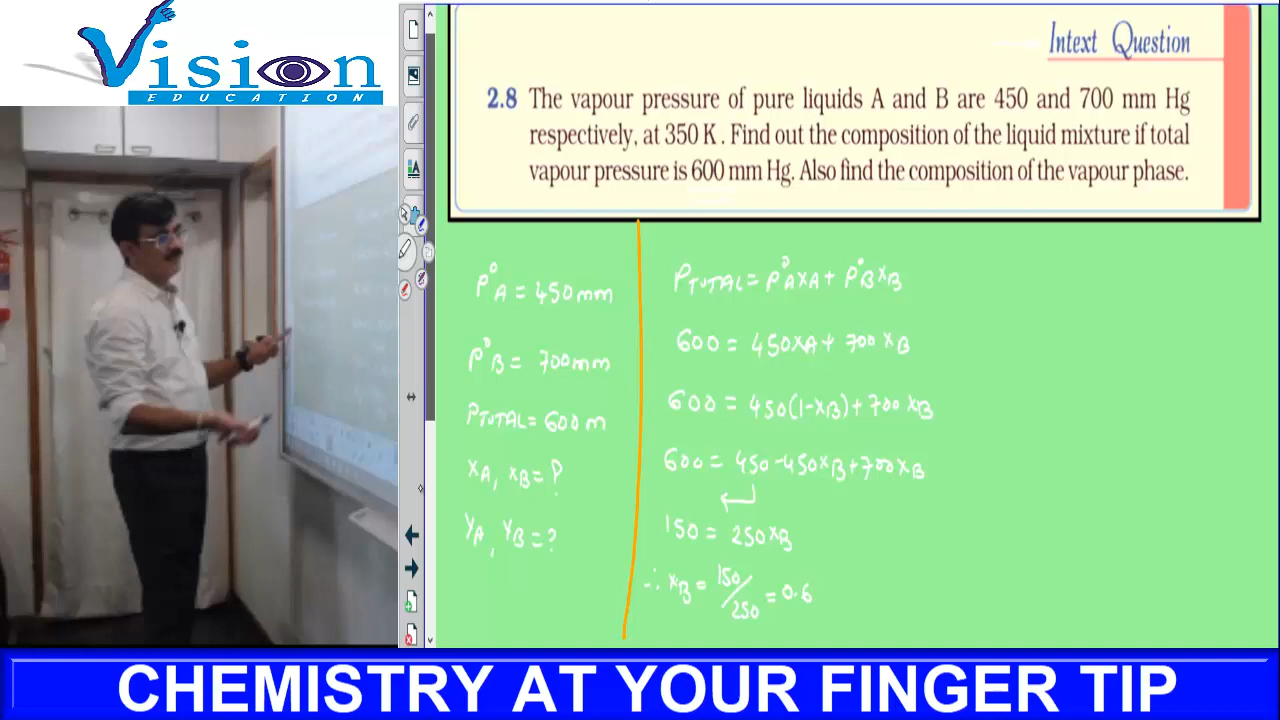 Vision
EDUCATION
Intext Question
2.8 The vapour pressure of pure liquids A and B are 450 and 700 mm Hg
respectively, at 350 K . Find out the composition of the liquid mixture if total
vapour pressure is 600 mm Hg. Also find the composition of the vapour phase.
P°A = 450mm
P°B = 700mm
PTOTAL = 600 m
xA, xB = ?
YA, YB = ?
PTOTAL = P°A xA + P°B xB
600 = 450xA + 700 xB
600 = 450(1-xB) + 700 xB
600 = 450 - 450xB + 700xB
150 = 250xB
∴ xB = 150/250 = 0.6
CHEMISTRY AT YOUR FINGER TIP